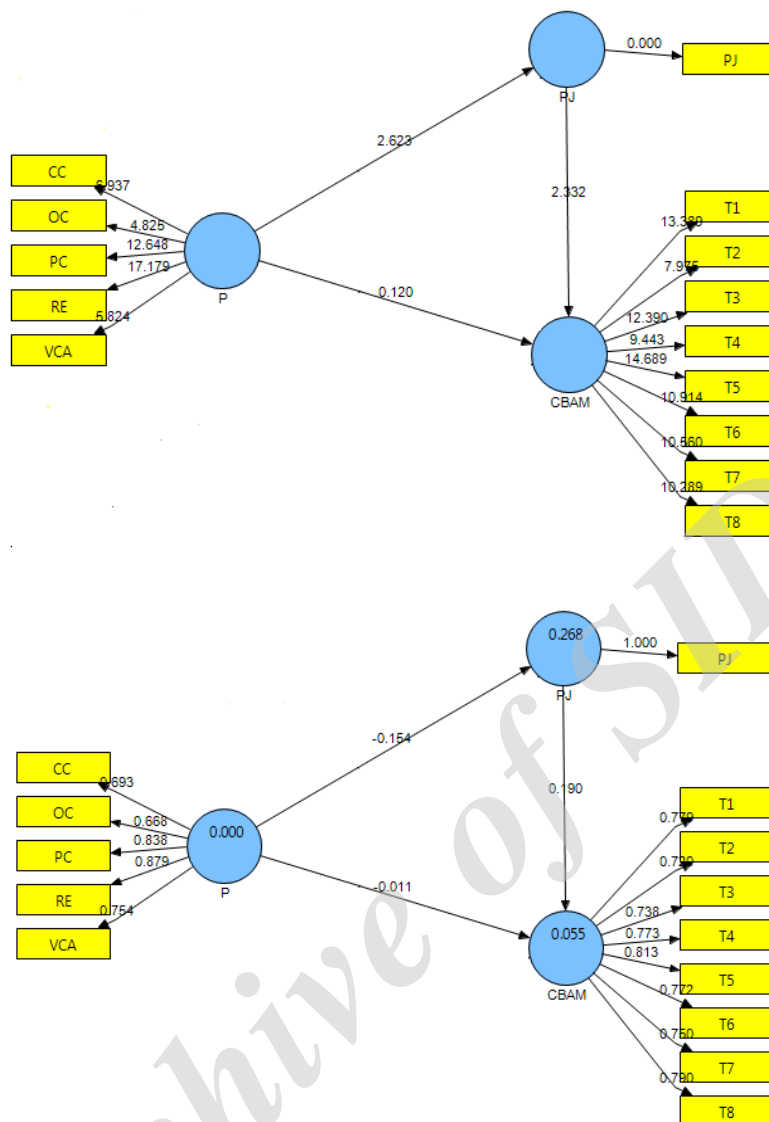 PJ
0.000
PJ
2.623
2.332
CC
6.937
OC
4.825
PC
12.648
RE
17.179
VCA
5.824
P
0.120
CBAM
13.389
T1
7.975
T2
12.390
T3
9.443
T4
14.689
T5
10.914
T6
10.560
T7
10.289
T8
0.268
1.000
PJ
PJ
-0.154
0.190
CC
0.693
OC
0.668
PC
0.838
RE
0.879
VCA
0.754
0.000
P
-0.011
0.055
CBAM
T1
T2
0.738
T3
0.773
T4
0.813
T5
0.772
T6
T7
0.790
T8